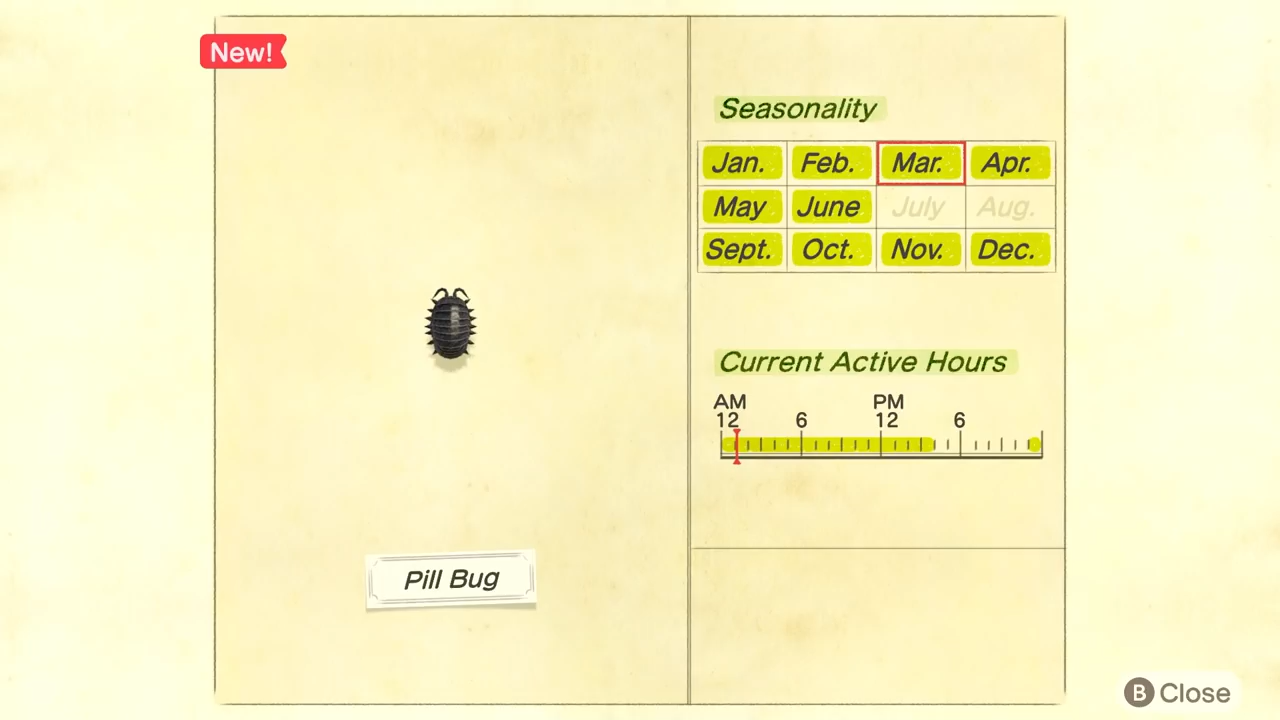 New!
Seasonality
Jan. Feb. Mar. Apr.
May June July Aug.
Sept. Oct. Nov. Dec.
Current Active Hours
AM PM
12 6 12 6
Pill Bug
B Close